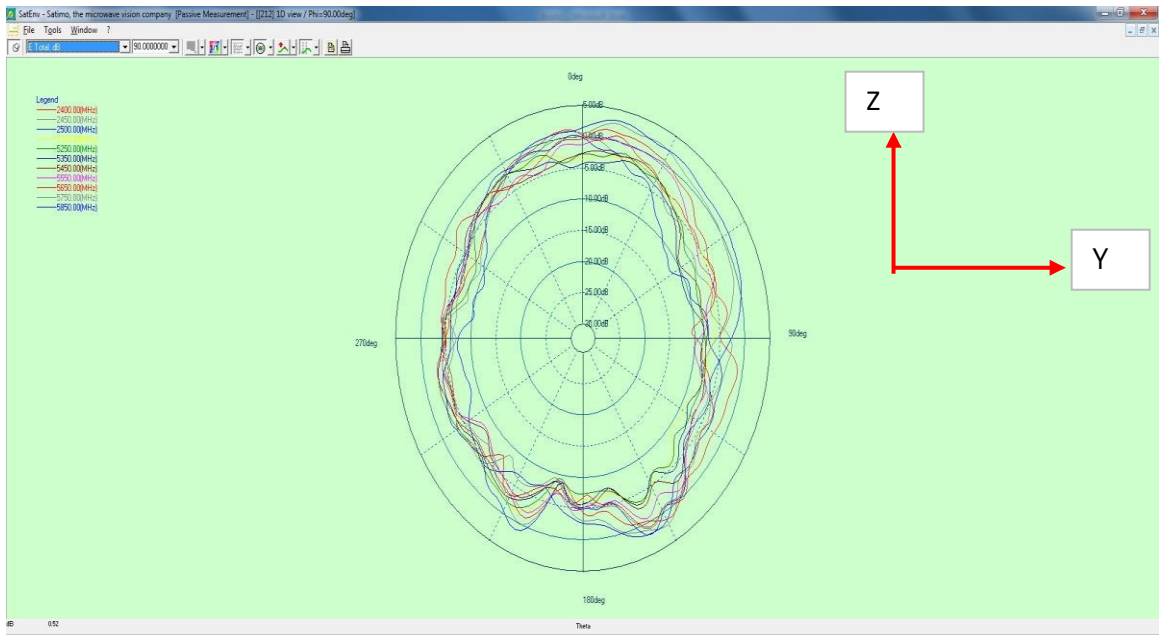 SatEnv - Satimo, the microwave vision company [Passive Measurement] - [[212] 1D view / Phi=90.00deg]
File Tools Window ?
E Total, dB 90.0000000
0deg
Z
Legend
2400.00(MHz)
2450.00(MHz)
2500.00(MHz)
5250.00(MHz)
5350.00(MHz)
5450.00(MHz)
5550.00(MHz)
5650.00(MHz)
5750.00(MHz)
5850.00(MHz)
5.00dB
0.00dB
-5.00dB
-10.00dB
-15.00dB
-20.00dB
-25.00dB
-30.00dB
Y
90deg
270deg
180deg
dB 0.52 Theta